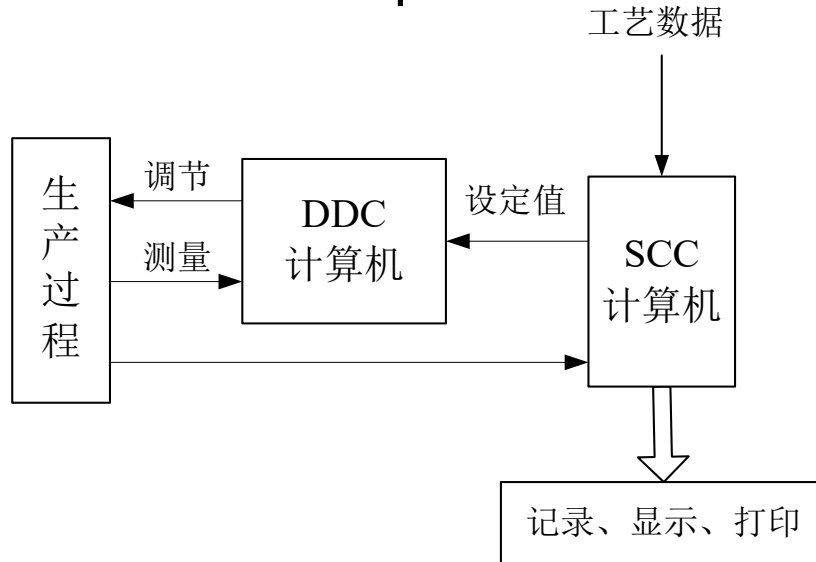 工艺数据
生
产
过
程
调节
测量
DDC
计算机
设定值
SCC
计算机
记录、显示、打印